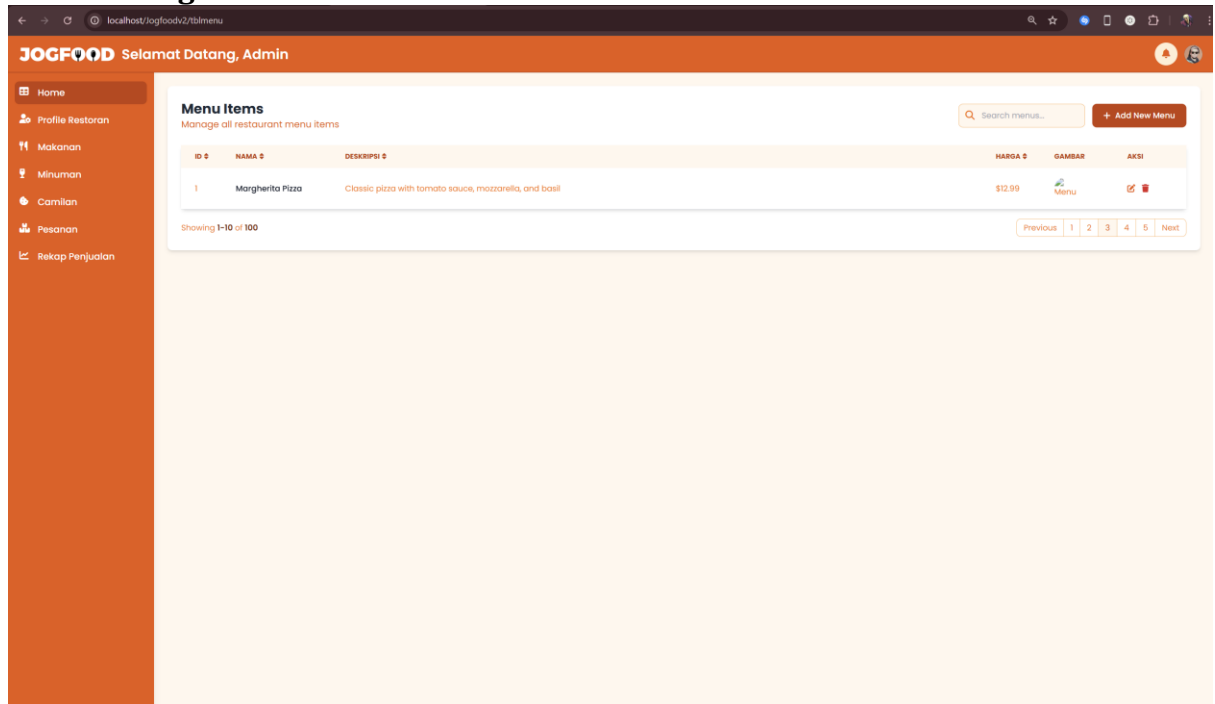 localhost/Jogfoodv2/tblmenu
JOGFOOD Selamat Datang, Admin
Home
Profile Restoran
Makanan
Minuman
Camilan
Pesanan
Rekap Penjualan
Menu Items
Manage all restaurant menu items
Search menus...
+ Add New Menu
ID NAMA DESKRIPSI HARGA GAMBAR AKSI
1 Margherita Pizza Classic pizza with tomato sauce, mozzarella, and basil $12.99 Menu
Showing 1-10 of 100
Previous 1 2 3 4 5 Next